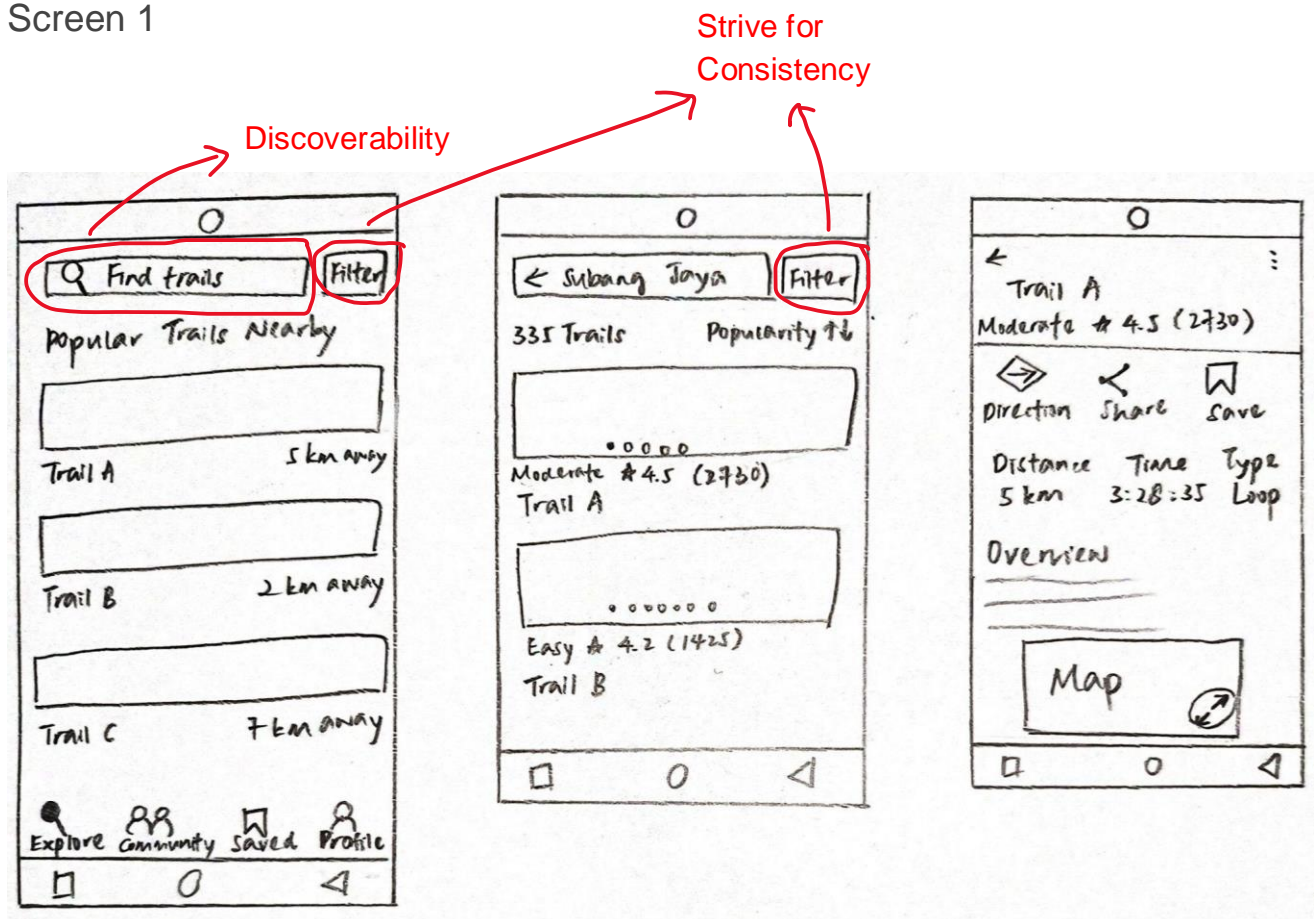 Screen 1
Strive for
Consistency
Discoverability
Find trails
Filter
Popular Trails Nearby
Trail A
5 km away
Trail B
2 km away
Trail C
7 km away
Explore
Community
Saved
Profile
← Subang Jaya
Filter
335 Trails
Popularity ↑↓
Moderate ☆ 4.5 (2730)
Trail A
Easy ☆ 4.2 (1425)
Trail B
←
Trail A
Moderate ☆ 4.5 (2730)
Direction
Share
Save
Distance
Time
Type
5 km
3:28:35
Loop
Overview
Map